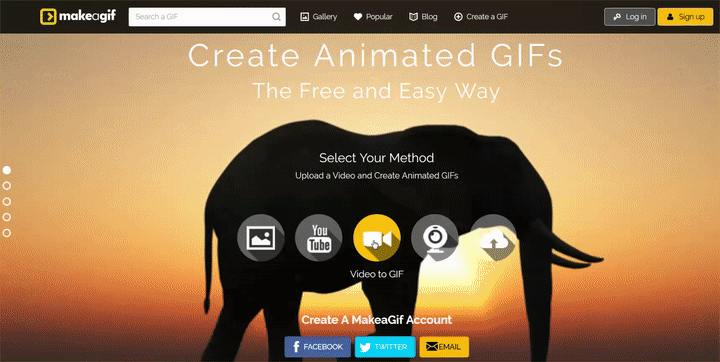 makeagif
Search a GIF
Gallery
Popular
Blog
Create a GIF
Log in
Sign up
Create Animated GIFs
The Free and Easy Way
Select Your Method
Upload a Video and Create Animated GIFs
You
Tube
Video to GIF
Create A MakeaGif Account
FACEBOOK
TWITTER
EMAIL